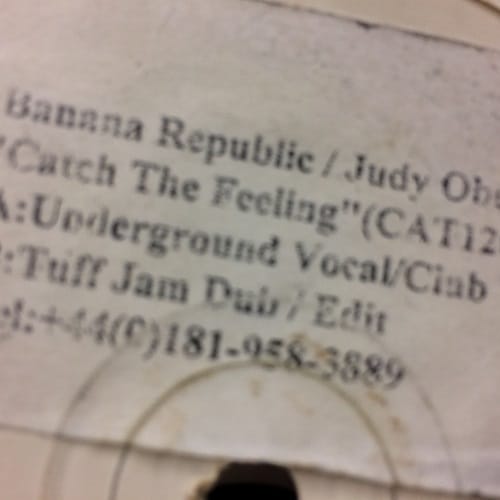 Banana Republic / Judy
"Catch The Feeling"(CAT12
A:Underground Vocal/Club
:Tuff Jam Dub / Edit
el:+44(0)181-958-3889